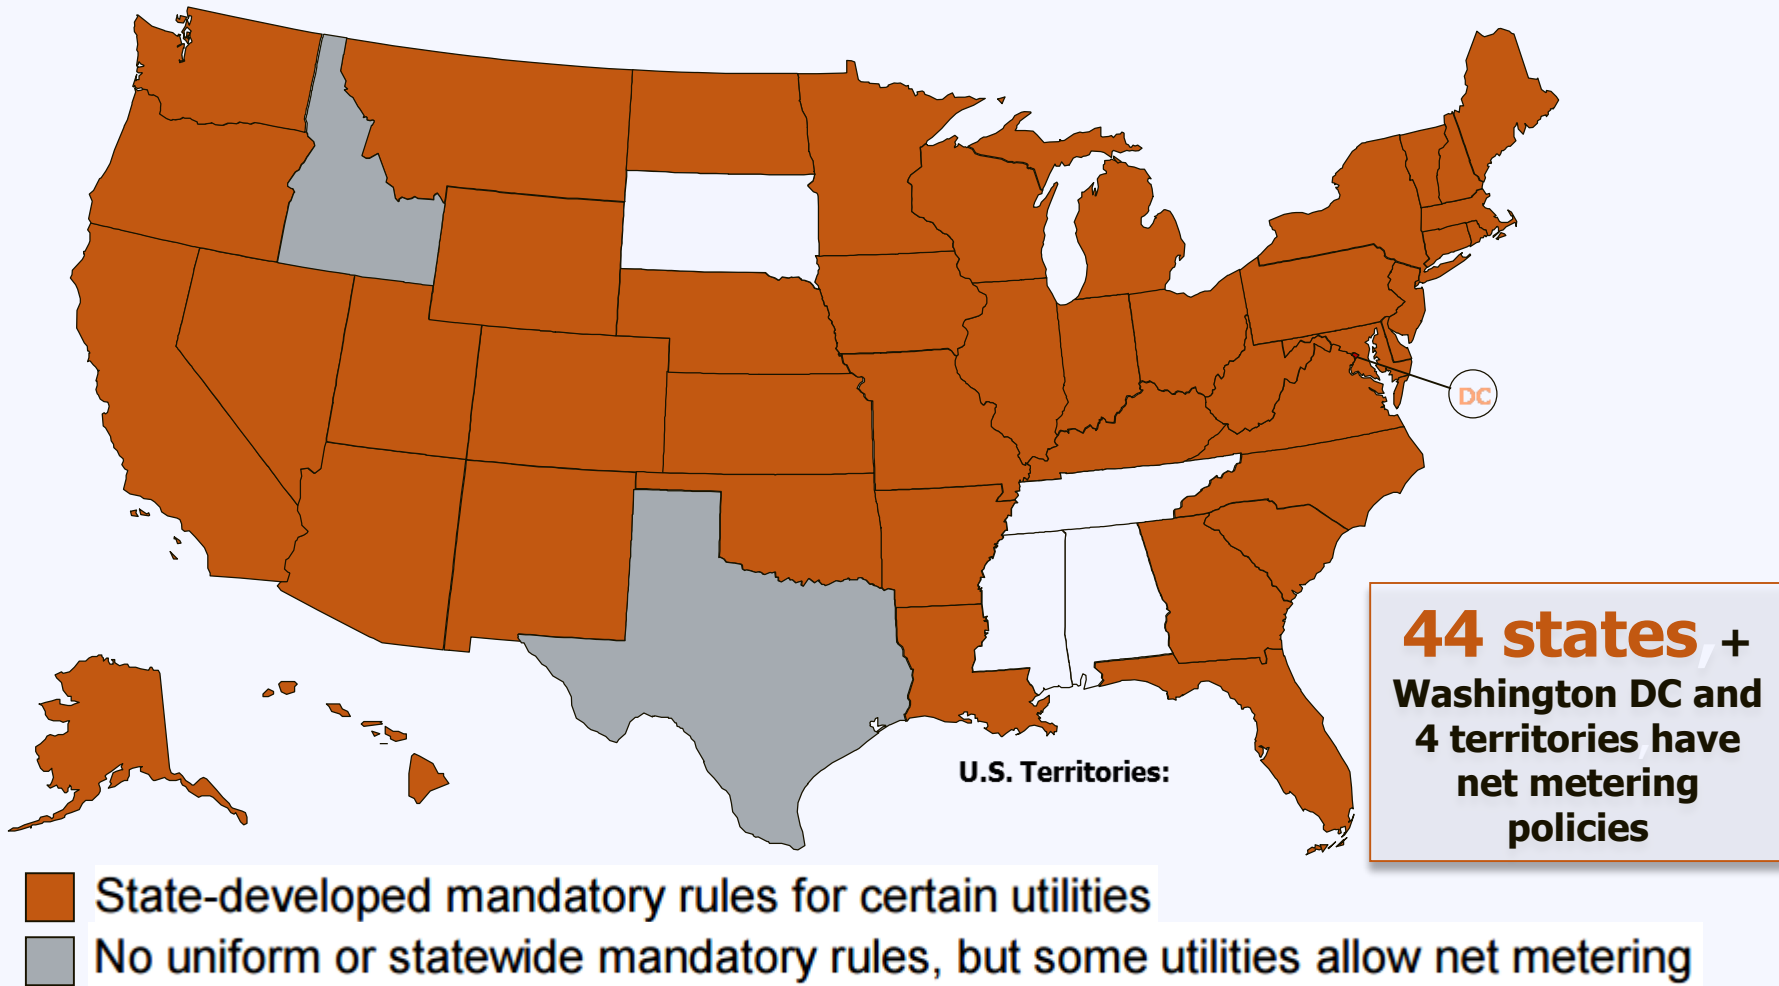 DC
44 states, +
Washington DC and
4 territories, have
net metering
policies
U.S. Territories:
State-developed mandatory rules for certain utilities
No uniform or statewide mandatory rules, but some utilities allow net metering